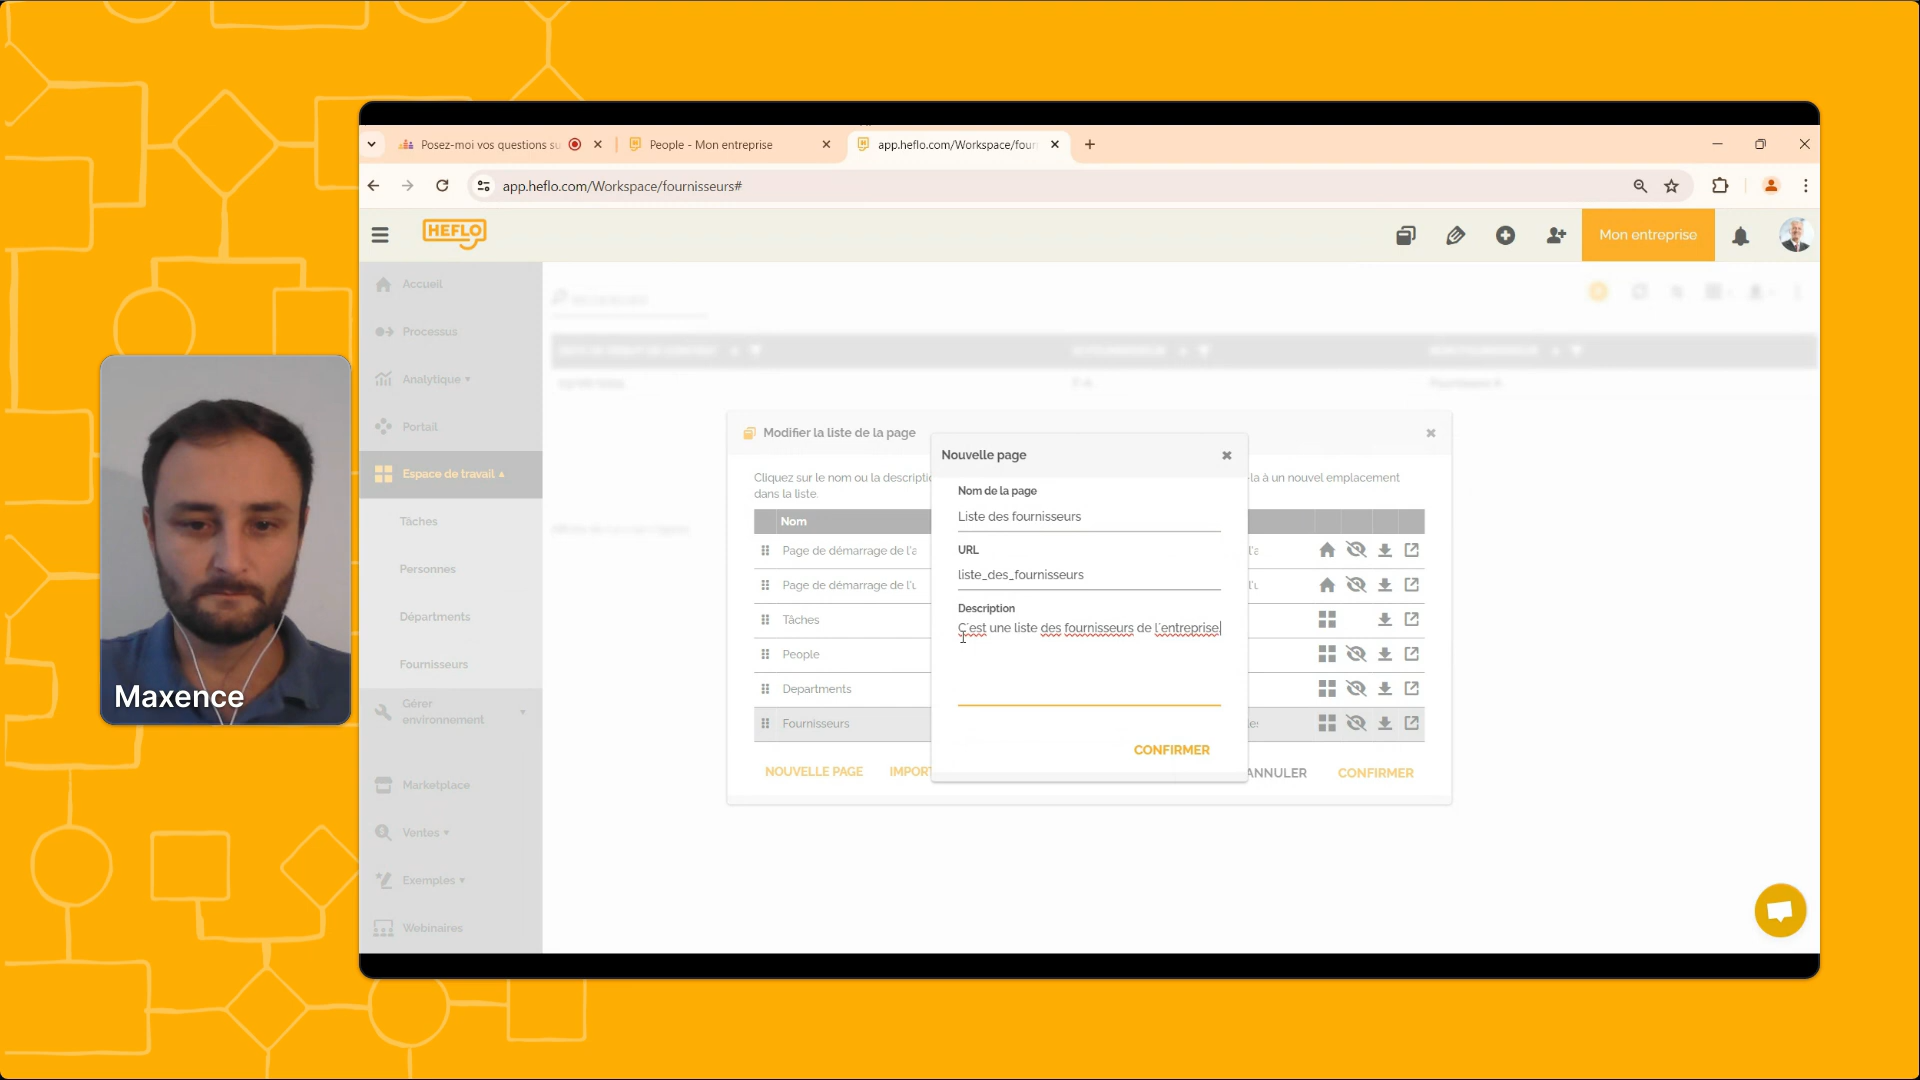 Posez-moi vos questions su
People - Mon entreprise
app.heflo.com/Workspace/four
app.heflo.com/Workspace/fournisseurs#
HEFLO
Mon entreprise
Accueil
Processus
Analytique
Portail
Espace de travail
Tâches
Personnes
Départments
Fournisseurs
Gérer
environnement
Marketplace
Ventes
Exemples
Webinaires
Modifier la liste de la page
Cliquez sur le nom ou la descriptio
-la à un nouvel emplacement
dans la liste.
Nom
Page de démarrage de l'a
Page de démarrage de l'u
Tâches
People
Departments
Fournisseurs
NOUVELLE PAGE
IMPORT
ANNULER
CONFIRMER
Nouvelle page
Nom de la page
Liste des fournisseurs
URL
liste_des_fournisseurs
Description
C'est une liste des fournisseurs de l'entreprise
CONFIRMER
Maxence